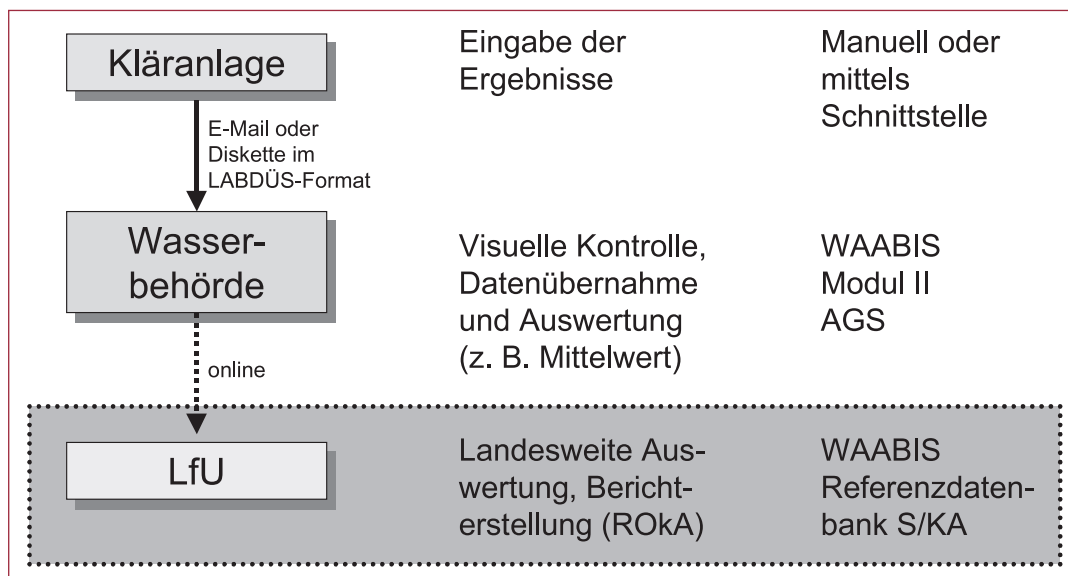 Kläranlage
Eingabe der
Ergebnisse
Manuell oder
mittels
Schnittstelle
E-Mail oder
Diskette im
LABDÜS-Format
Wasser-
behörde
Visuelle Kontrolle,
Datenübernahme
und Auswertung
(z. B. Mittelwert)
WAABIS
Modul II
AGS
online
LfU
Landesweite Aus-
wertung, Bericht-
erstellung (ROkA)
WAABIS
Referenzdaten-
bank S/KA